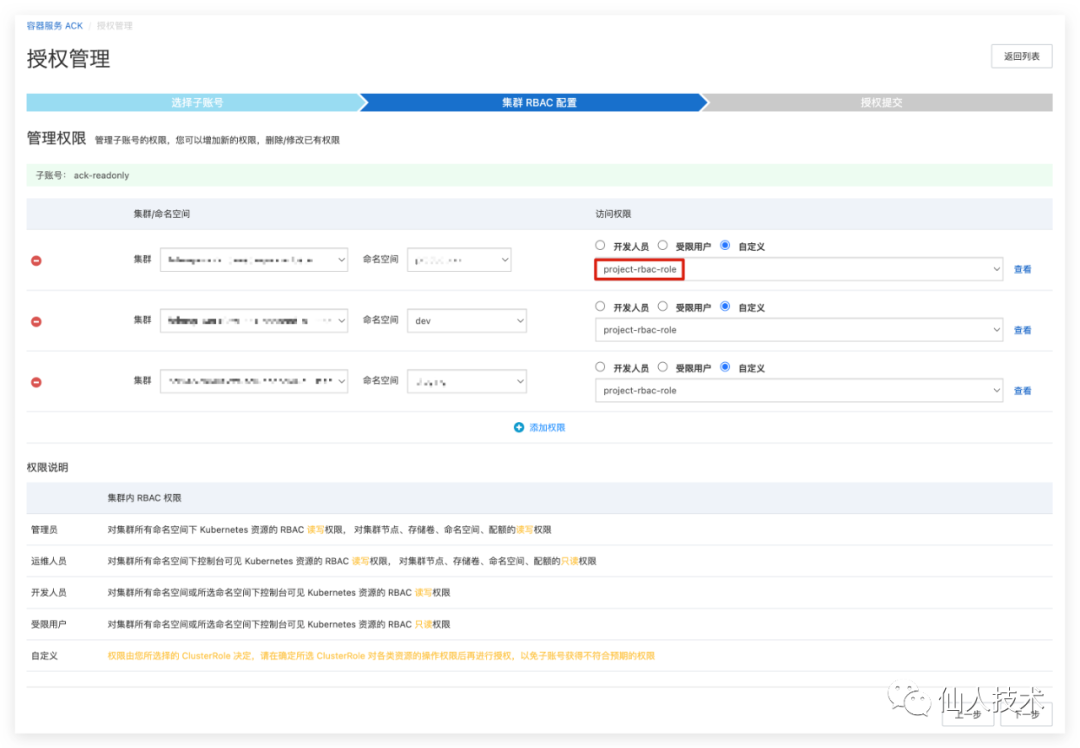 容器服务 ACK / 授权管理
授权管理
返回列表
选择子账号
集群 RBAC 配置
授权提交
管理权限 管理子账号的权限，您可以增加新的权限，删除/修改已有权限
子账号： ack-readonly
集群/命名空间 访问权限
开发人员 受限用户 自定义
集群 命名空间
project-rbac-role 查看
开发人员 受限用户 自定义
集群 命名空间 dev
project-rbac-role 查看
开发人员 受限用户 自定义
集群 命名空间
project-rbac-role 查看
添加权限
权限说明
集群内 RBAC 权限
管理员 对集群所有命名空间下 Kubernetes 资源的 RBAC 读写权限， 对集群节点、存储卷、命名空间、配额的读写权限
运维人员 对集群所有命名空间下控制台可见 Kubernetes 资源的 RBAC 读写权限， 对集群节点、存储卷、命名空间、配额的只读权限
开发人员 对集群所有命名空间或所选命名空间下控制台可见 Kubernetes 资源的 RBAC 读写权限
受限用户 对集群所有命名空间或所选命名空间下控制台可见 Kubernetes 资源的 RBAC 只读权限
自定义 权限由您所选择的 ClusterRole 决定，请在确定所选 ClusterRole 对各类资源的操作权限后再进行授权，以免子账号获得不符合预期的权限
仙人技术
上一步 下一步